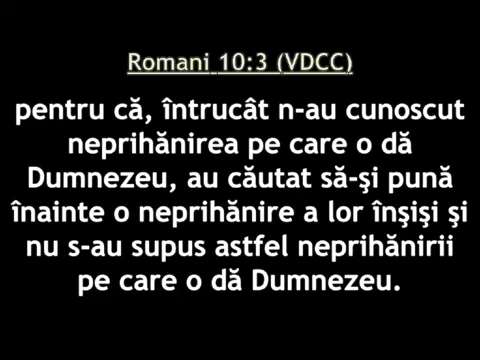 Romani 10:3 (VDCC)
pentru că, întrucât n-au cunoscut
neprihănirea pe care o dă
Dumnezeu, au căutat să-şi pună
înainte o neprihănire a lor înşişi şi
nu s-au supus astfel neprihănirii
pe care o dă Dumnezeu.